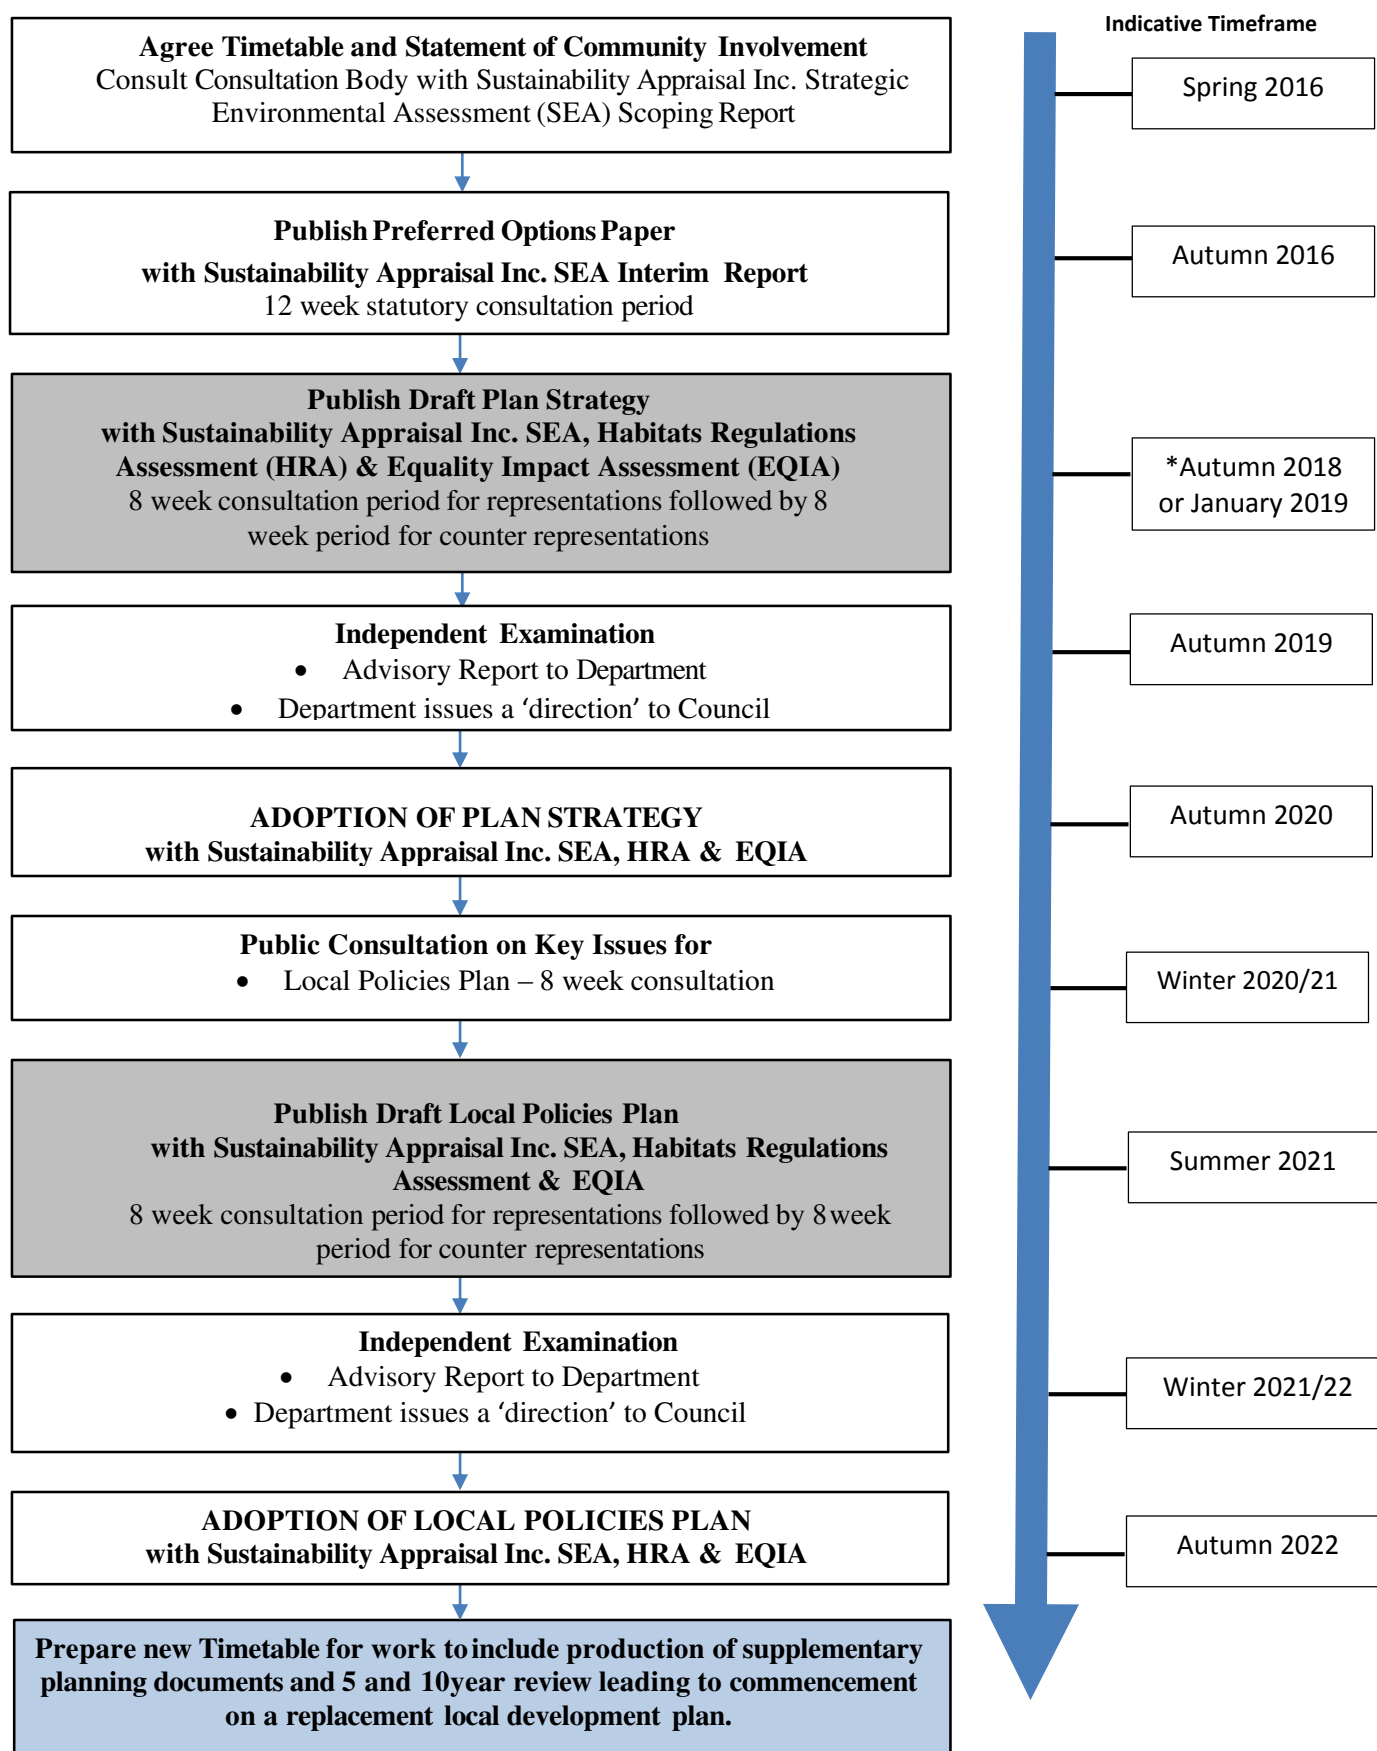 Indicative Timeframe
Agree Timetable and Statement of Community Involvement
Consult Consultation Body with Sustainability Appraisal Inc. Strategic
Environmental Assessment (SEA) Scoping Report
Spring 2016
Publish Preferred Options Paper
with Sustainability Appraisal Inc. SEA Interim Report
12 week statutory consultation period
Autumn 2016
Publish Draft Plan Strategy
with Sustainability Appraisal Inc. SEA, Habitats Regulations
Assessment (HRA) & Equality Impact Assessment (EQIA)
8 week consultation period for representations followed by 8
week period for counter representations
*Autumn 2018
or January 2019
Independent Examination
• Advisory Report to Department
• Department issues a ‘direction’ to Council
Autumn 2019
ADOPTION OF PLAN STRATEGY
with Sustainability Appraisal Inc. SEA, HRA & EQIA
Autumn 2020
Public Consultation on Key Issues for
• Local Policies Plan – 8 week consultation
Winter 2020/21
Publish Draft Local Policies Plan
with Sustainability Appraisal Inc. SEA, Habitats Regulations
Assessment & EQIA
8 week consultation period for representations followed by 8 week
period for counter representations
Summer 2021
Independent Examination
• Advisory Report to Department
• Department issues a ‘direction’ to Council
Winter 2021/22
ADOPTION OF LOCAL POLICIES PLAN
with Sustainability Appraisal Inc. SEA, HRA & EQIA
Autumn 2022
Prepare new Timetable for work to include production of supplementary
planning documents and 5 and 10year review leading to commencement
on a replacement local development plan.